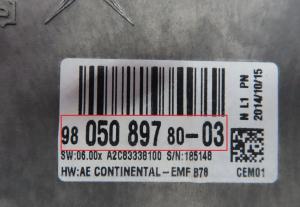 N L1 PN
2014/10/15
98 050 897 80-03
SW:06.00x A2C83338100 S/N:185148
HW:AE CONTINENTAL-EMF B78
CEM01